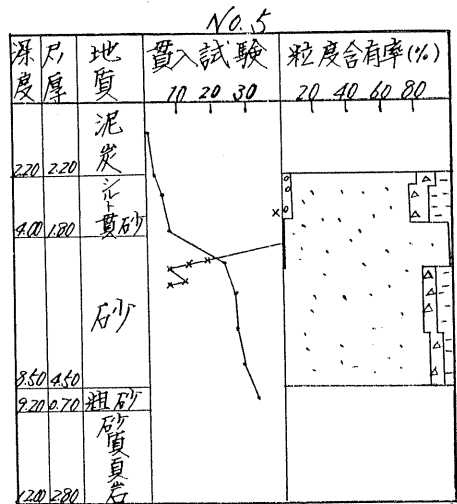 No. 5
深度 層厚 地質 貫入試験 粒度含有率(%)
10 20 30 20 40 60 80
2.20 2.20 泥炭
4.00 1.80 シルト質砂
8.50 4.50 砂
9.20 0.70 粗砂
12.00 2.80 砂質頁岩